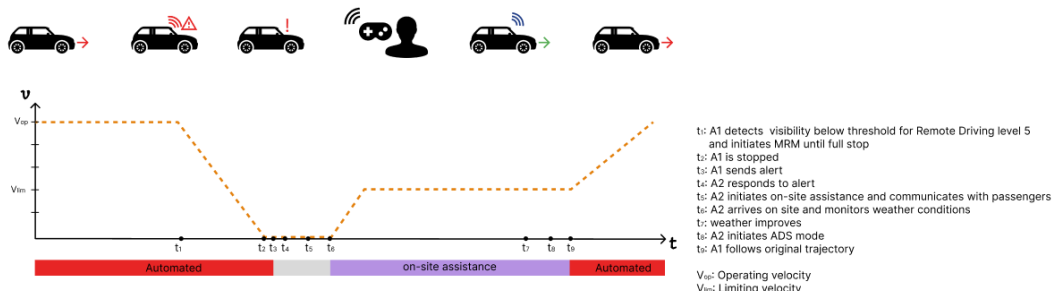 !
v
Vop
Vlim
t₁
t₂
t₃
t₄
t₅
t₆
t₇
t₈
t₉
t
Automated
on-site assistance
Automated
t₁: A1 detects visibility below threshold for Remote Driving level 5
and initiates MRM until full stop
t₂: A1 is stopped
t₃: A1 sends alert
t₄: A2 responds to alert
t₅: A2 initiates on-site assistance and communicates with passengers
t₆: A2 arrives on site and monitors weather conditions
t₇: weather improves
t₈: A2 initiates ADS mode
t₉: A1 follows original trajectory
Vop: Operating velocity
Vlim: Limiting velocity